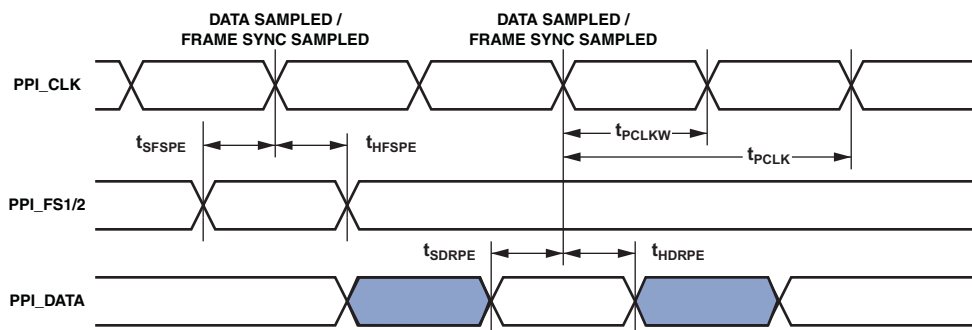 DATA SAMPLED /
FRAME SYNC SAMPLED
DATA SAMPLED /
FRAME SYNC SAMPLED
PPI_CLK
tSFSPE
tHFSPE
tPCLKW
tPCLK
PPI_FS1/2
tSDRPE
tHDRPE
PPI_DATA